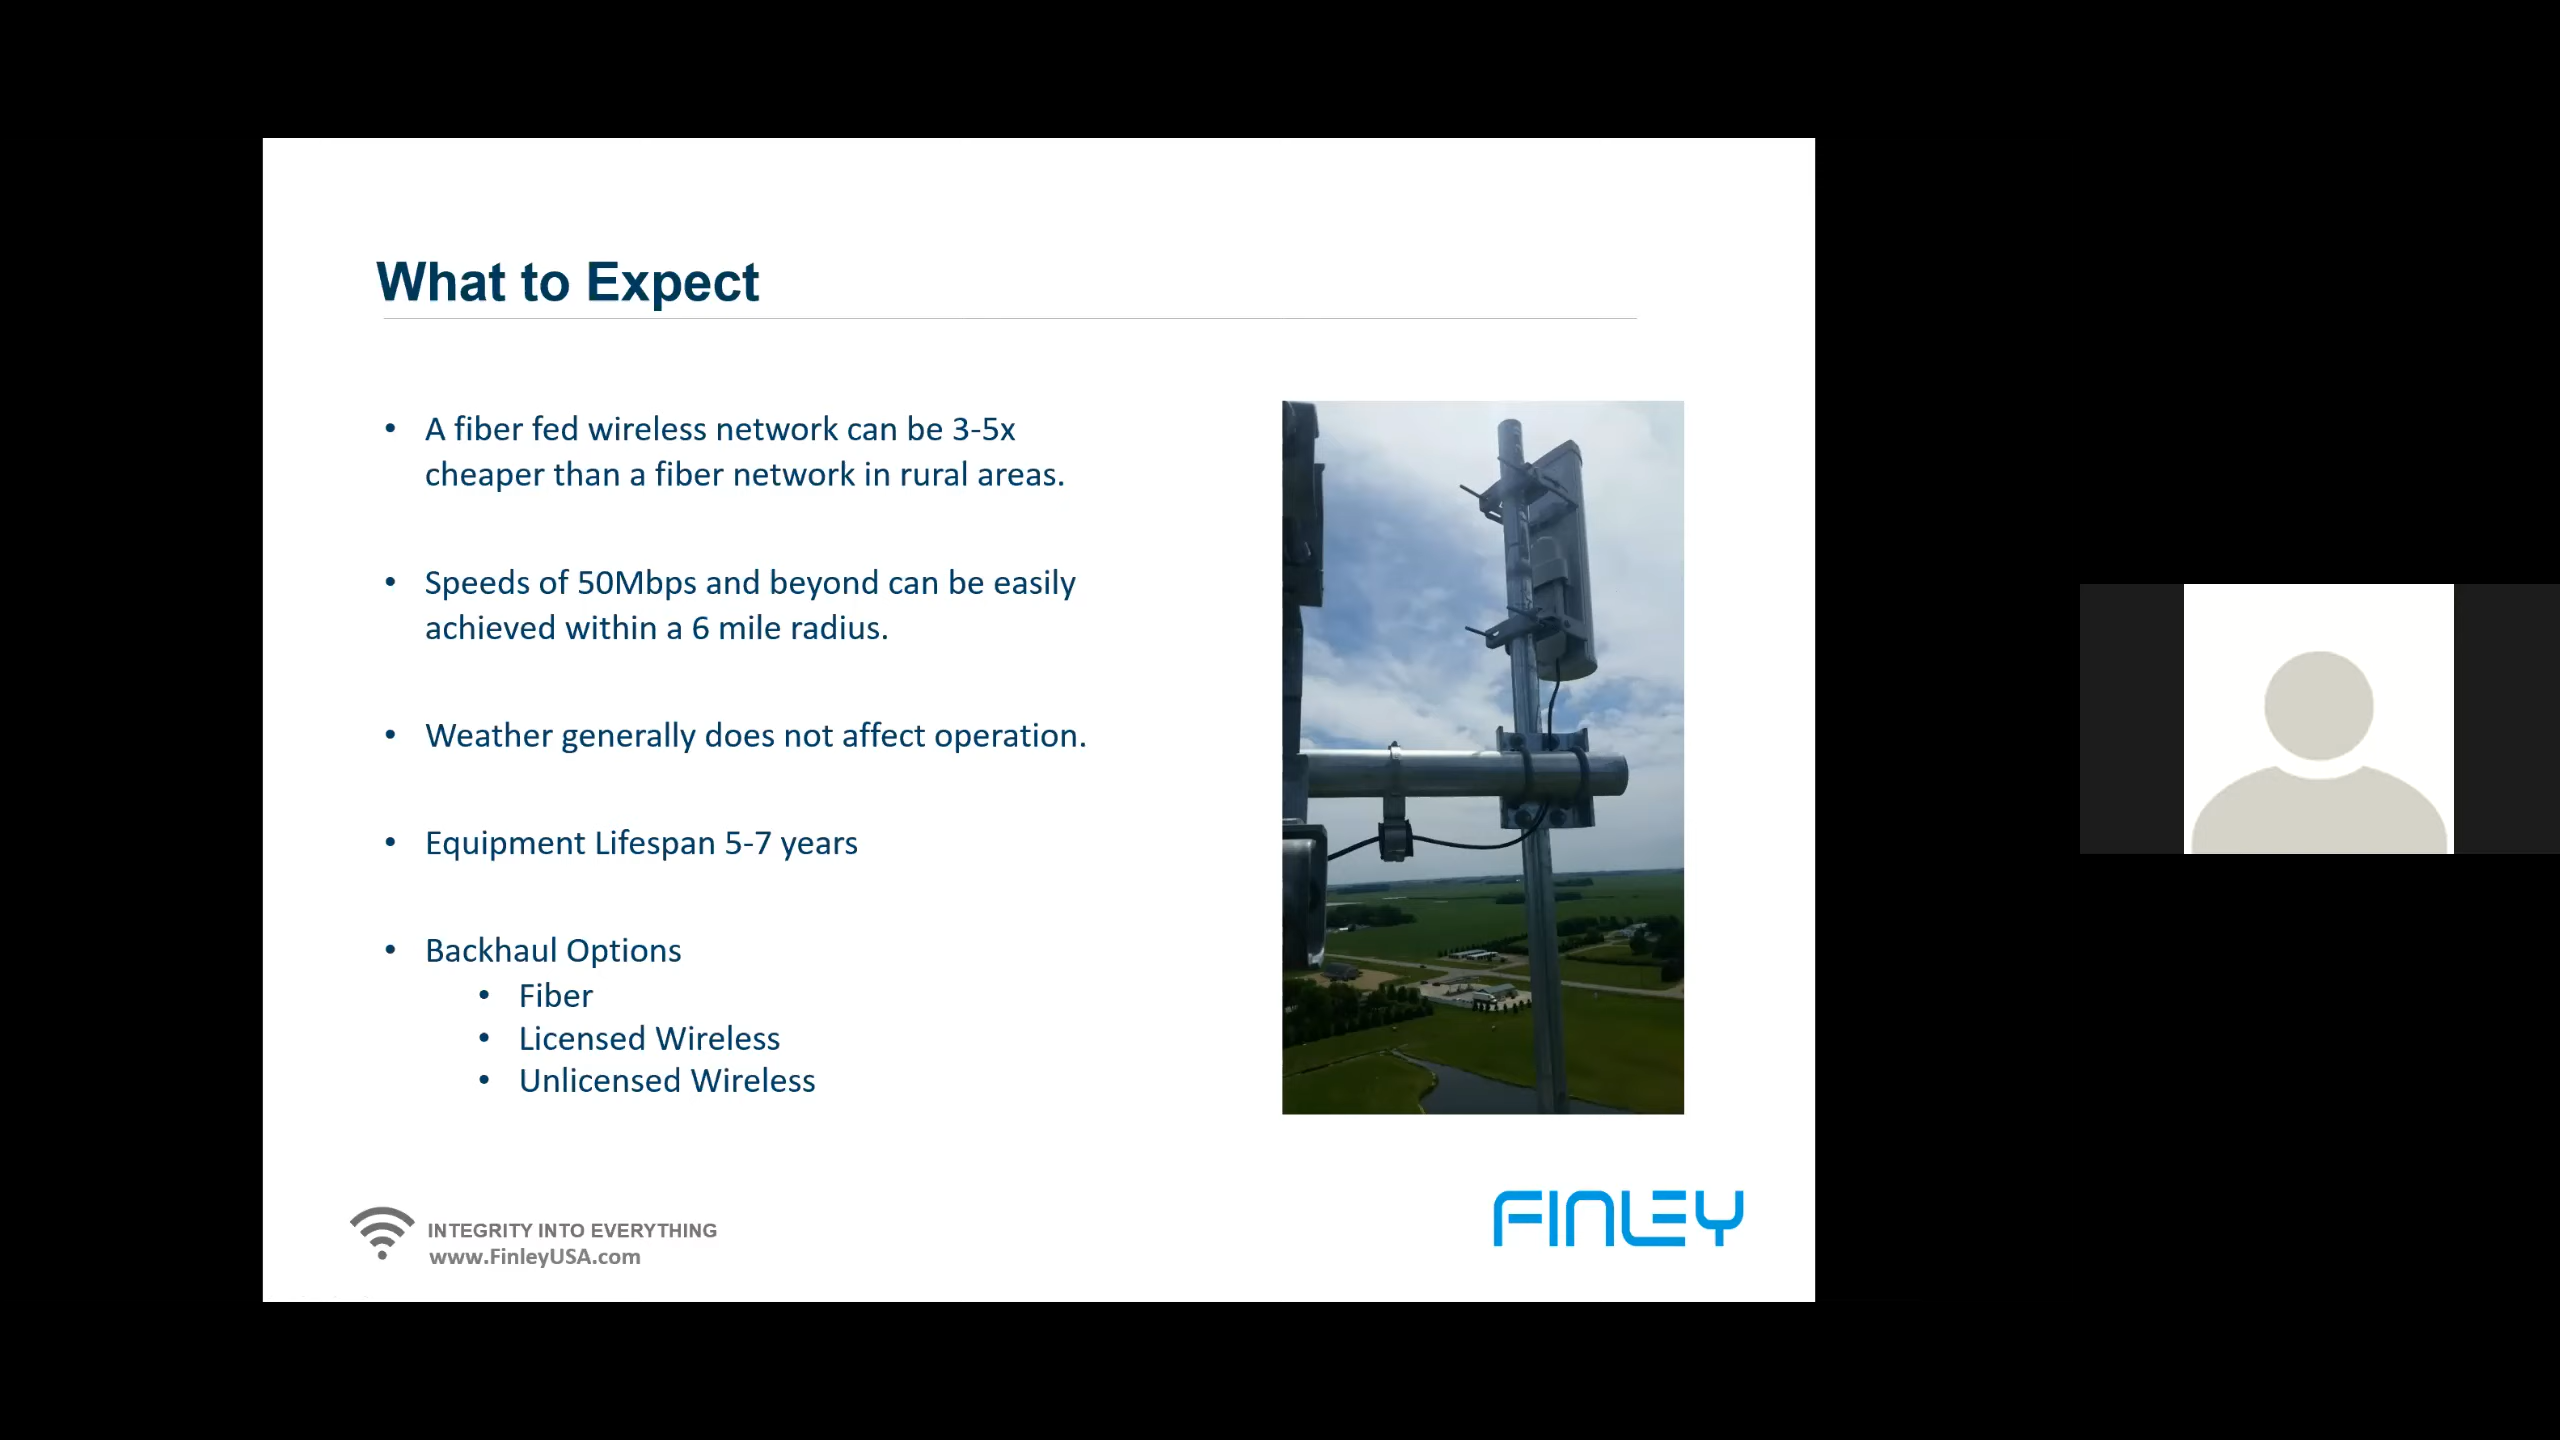 What to Expect
• A fiber fed wireless network can be 3-5x
cheaper than a fiber network in rural areas.
• Speeds of 50Mbps and beyond can be easily
achieved within a 6 mile radius.
• Weather generally does not affect operation.
• Equipment Lifespan 5-7 years
• Backhaul Options
• Fiber
• Licensed Wireless
• Unlicensed Wireless
INTEGRITY INTO EVERYTHING
www.FinleyUSA.com
FINLEY